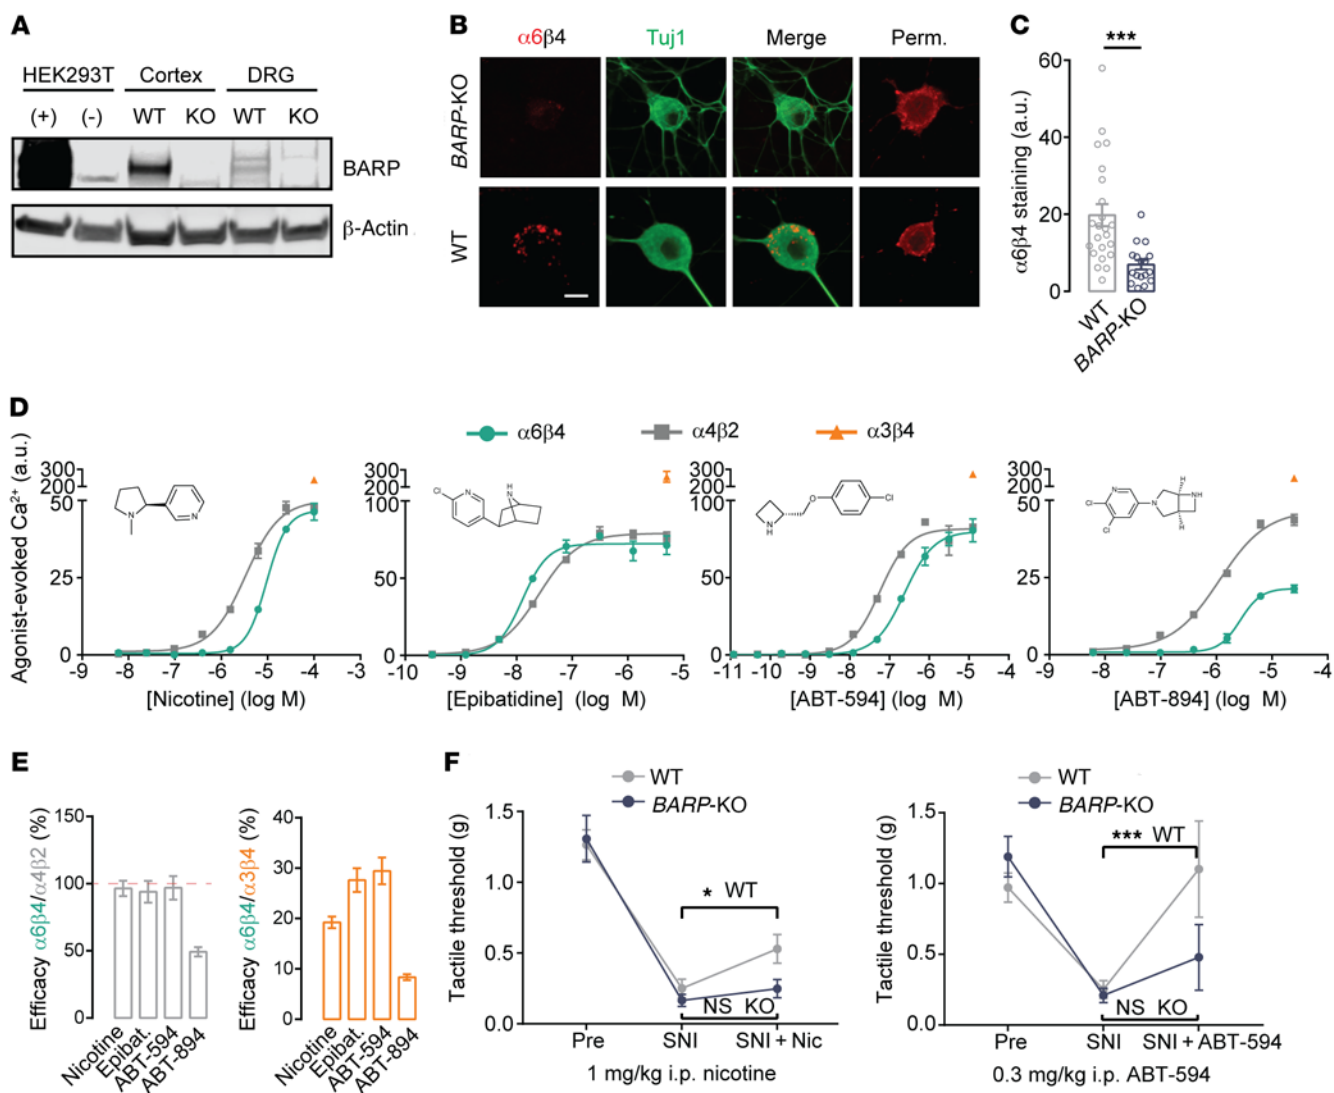 A
HEK293T Cortex DRG
(+) (-) WT KO WT KO
BARP
β-Actin
B
α6β4 Tuj1 Merge Perm.
BARP-KO
WT
C
***
α6β4 staining (a.u.)
60
40
20
0
WT
BARP-KO
D
α6β4 α4β2 α3β4
Agonist-evoked Ca²⁺ (a.u.)
300
200
50
25
0
-9 -7 -6 -5 -4 -3
[Nicotine] (log M)
N
N
300
200
100
50
0
-10 -9 -8 -7 -6 -5
[Epibatidine] (log M)
Cl
N
H
N
300
200
100
50
0
-11 -10 -9 -8 -7 -6 -5 -4
[ABT-594] (log M)
N
H
O
Cl
300
200
50
25
0
-9 -8 -7 -6 -5 -4
[ABT-894] (log M)
Cl
Cl
N
N
H
NH
H
E
Efficacy α6β4/α4β2 (%)
150
100
50
0
Nicotine
Epibat.
ABT-594
ABT-894
Efficacy α6β4/α3β4 (%)
40
30
20
10
0
Nicotine
Epibat.
ABT-594
ABT-894
F
WT
BARP-KO
Tactile threshold (g)
1.5
1.0
0.5
0.0
* WT
NS KO
Pre SNI SNI + Nic
1 mg/kg i.p. nicotine
WT
BARP-KO
Tactile threshold (g)
1.5
1.0
0.5
0.0
*** WT
NS KO
Pre SNI SNI + ABT-594
0.3 mg/kg i.p. ABT-594